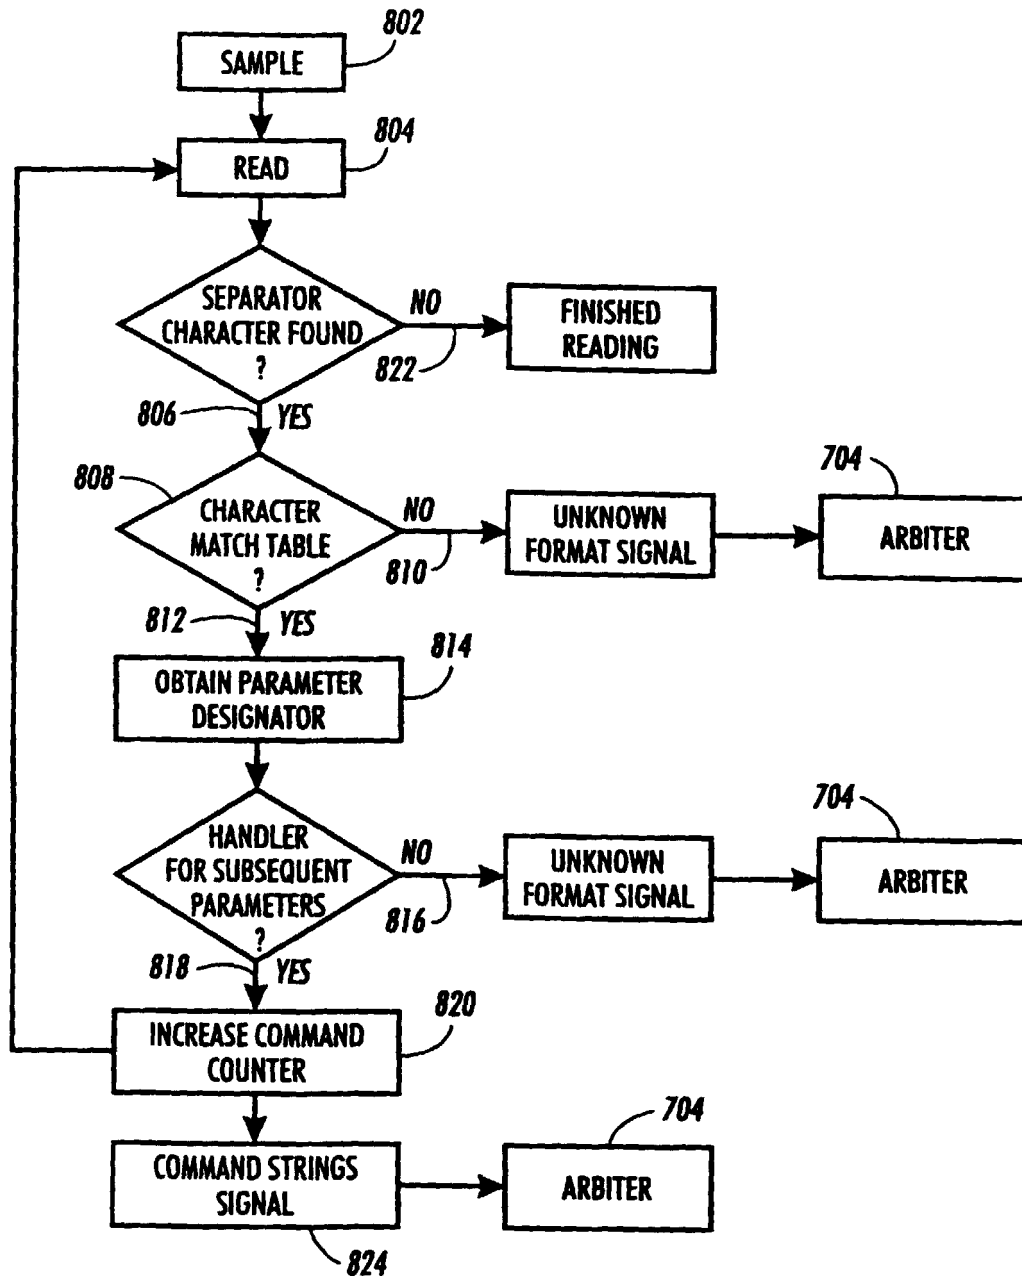 802
SAMPLE
804
READ
SEPARATOR
CHARACTER FOUND
?
NO
822
FINISHED
READING
806
YES
808
CHARACTER
MATCH TABLE
?
NO
810
UNKNOWN
FORMAT SIGNAL
704
ARBITER
812
YES
814
OBTAIN PARAMETER
DESIGNATOR
HANDLER
FOR SUBSEQUENT
PARAMETERS
?
NO
816
UNKNOWN
FORMAT SIGNAL
704
ARBITER
818
YES
820
INCREASE COMMAND
COUNTER
COMMAND STRINGS
SIGNAL
824
704
ARBITER